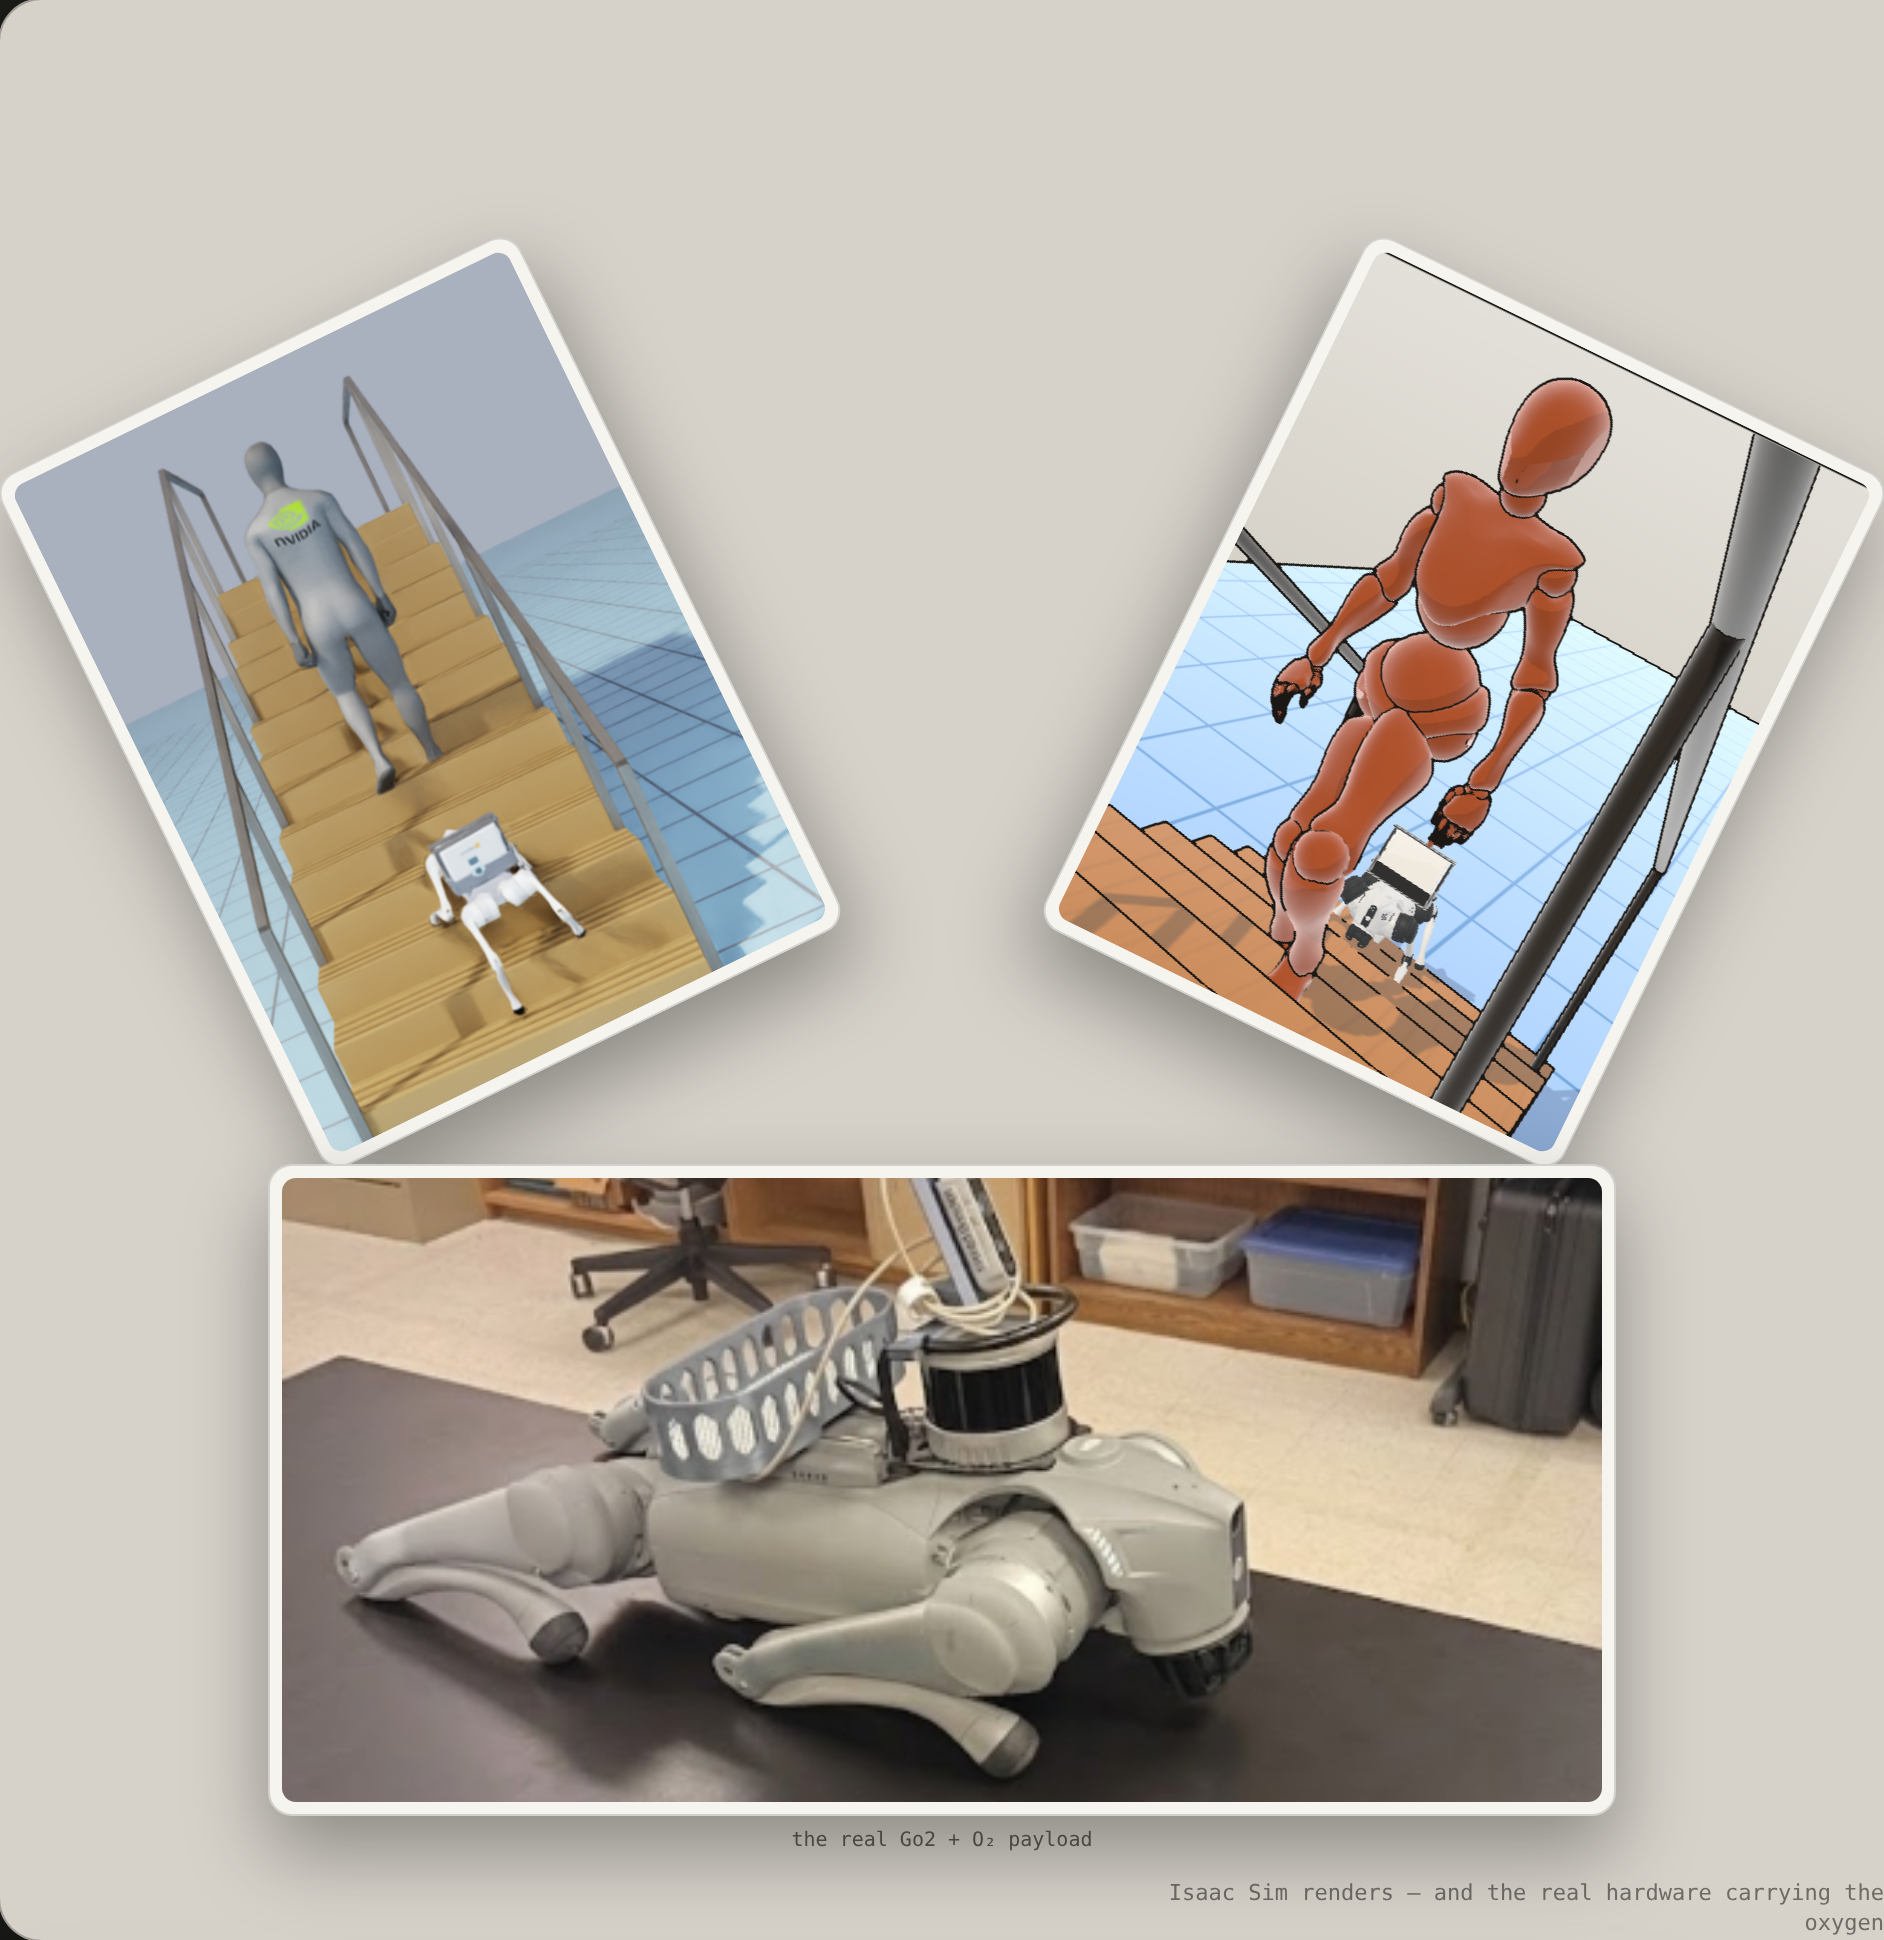 NVIDIA
the real Go2 + O₂ payload
Isaac Sim renders — and the real hardware carrying the
oxygen